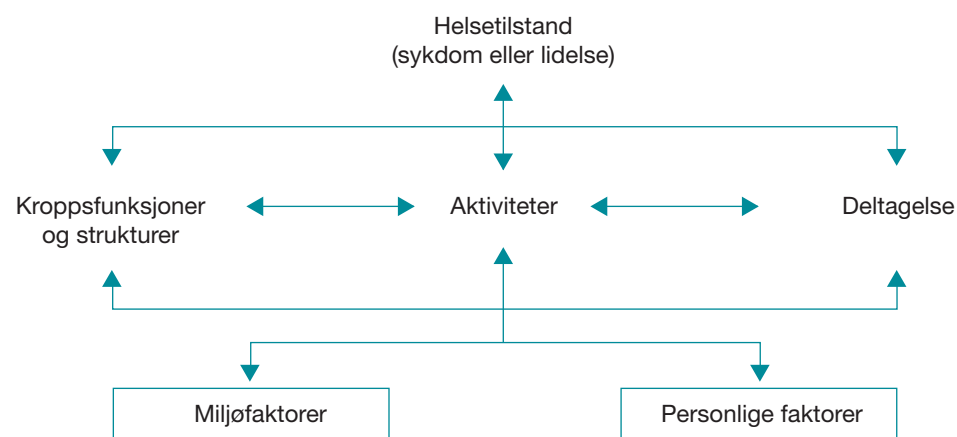 Helsetilstand
(sykdom eller lidelse)
Kroppsfunksjoner
og strukturer
Aktiviteter
Deltagelse
Miljøfaktorer
Personlige faktorer